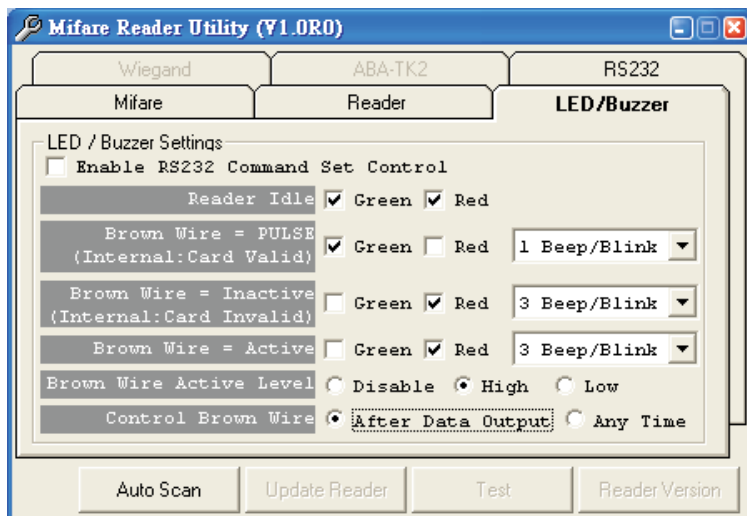 Mifare Reader Utility (V1.0R0)
Wiegand ABA-TK2 RS232
Mifare Reader LED/Buzzer
LED / Buzzer Settings
Enable RS232 Command Set Control
Reader Idle Green Red
Brown Wire = PULSE
(Internal:Card Valid) Green Red 1 Beep/Blink
Brown Wire = Inactive
(Internal:Card Invalid) Green Red 3 Beep/Blink
Brown Wire = Active Green Red 3 Beep/Blink
Brown Wire Active Level Disable High Low
Control Brown Wire After Data Output Any Time
Auto Scan Update Reader Test Reader Version